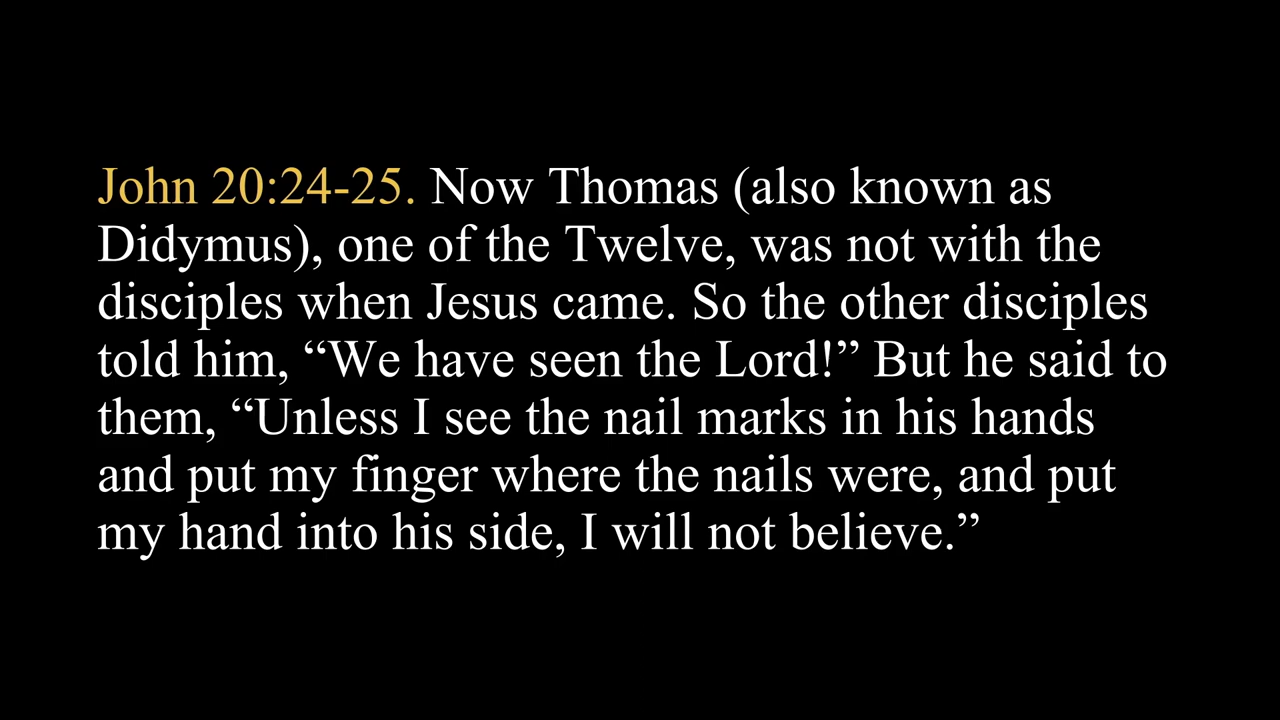 John 20:24-25. Now Thomas (also known as
Didymus), one of the Twelve, was not with the
disciples when Jesus came. So the other disciples
told him, “We have seen the Lord!” But he said to
them, “Unless I see the nail marks in his hands
and put my finger where the nails were, and put
my hand into his side, I will not believe.”